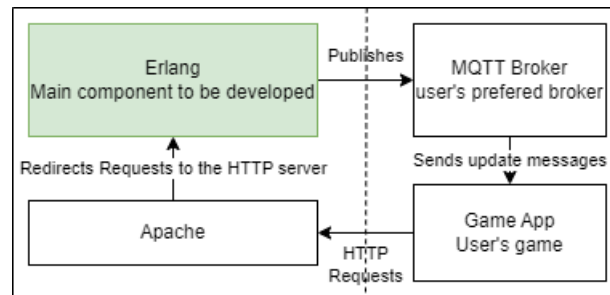 Erlang
Main component to be developed
Publishes
MQTT Broker
user's prefered broker
Redirects Requests to the HTTP server
Sends update messages
Apache
HTTP
Requests
Game App
User's game